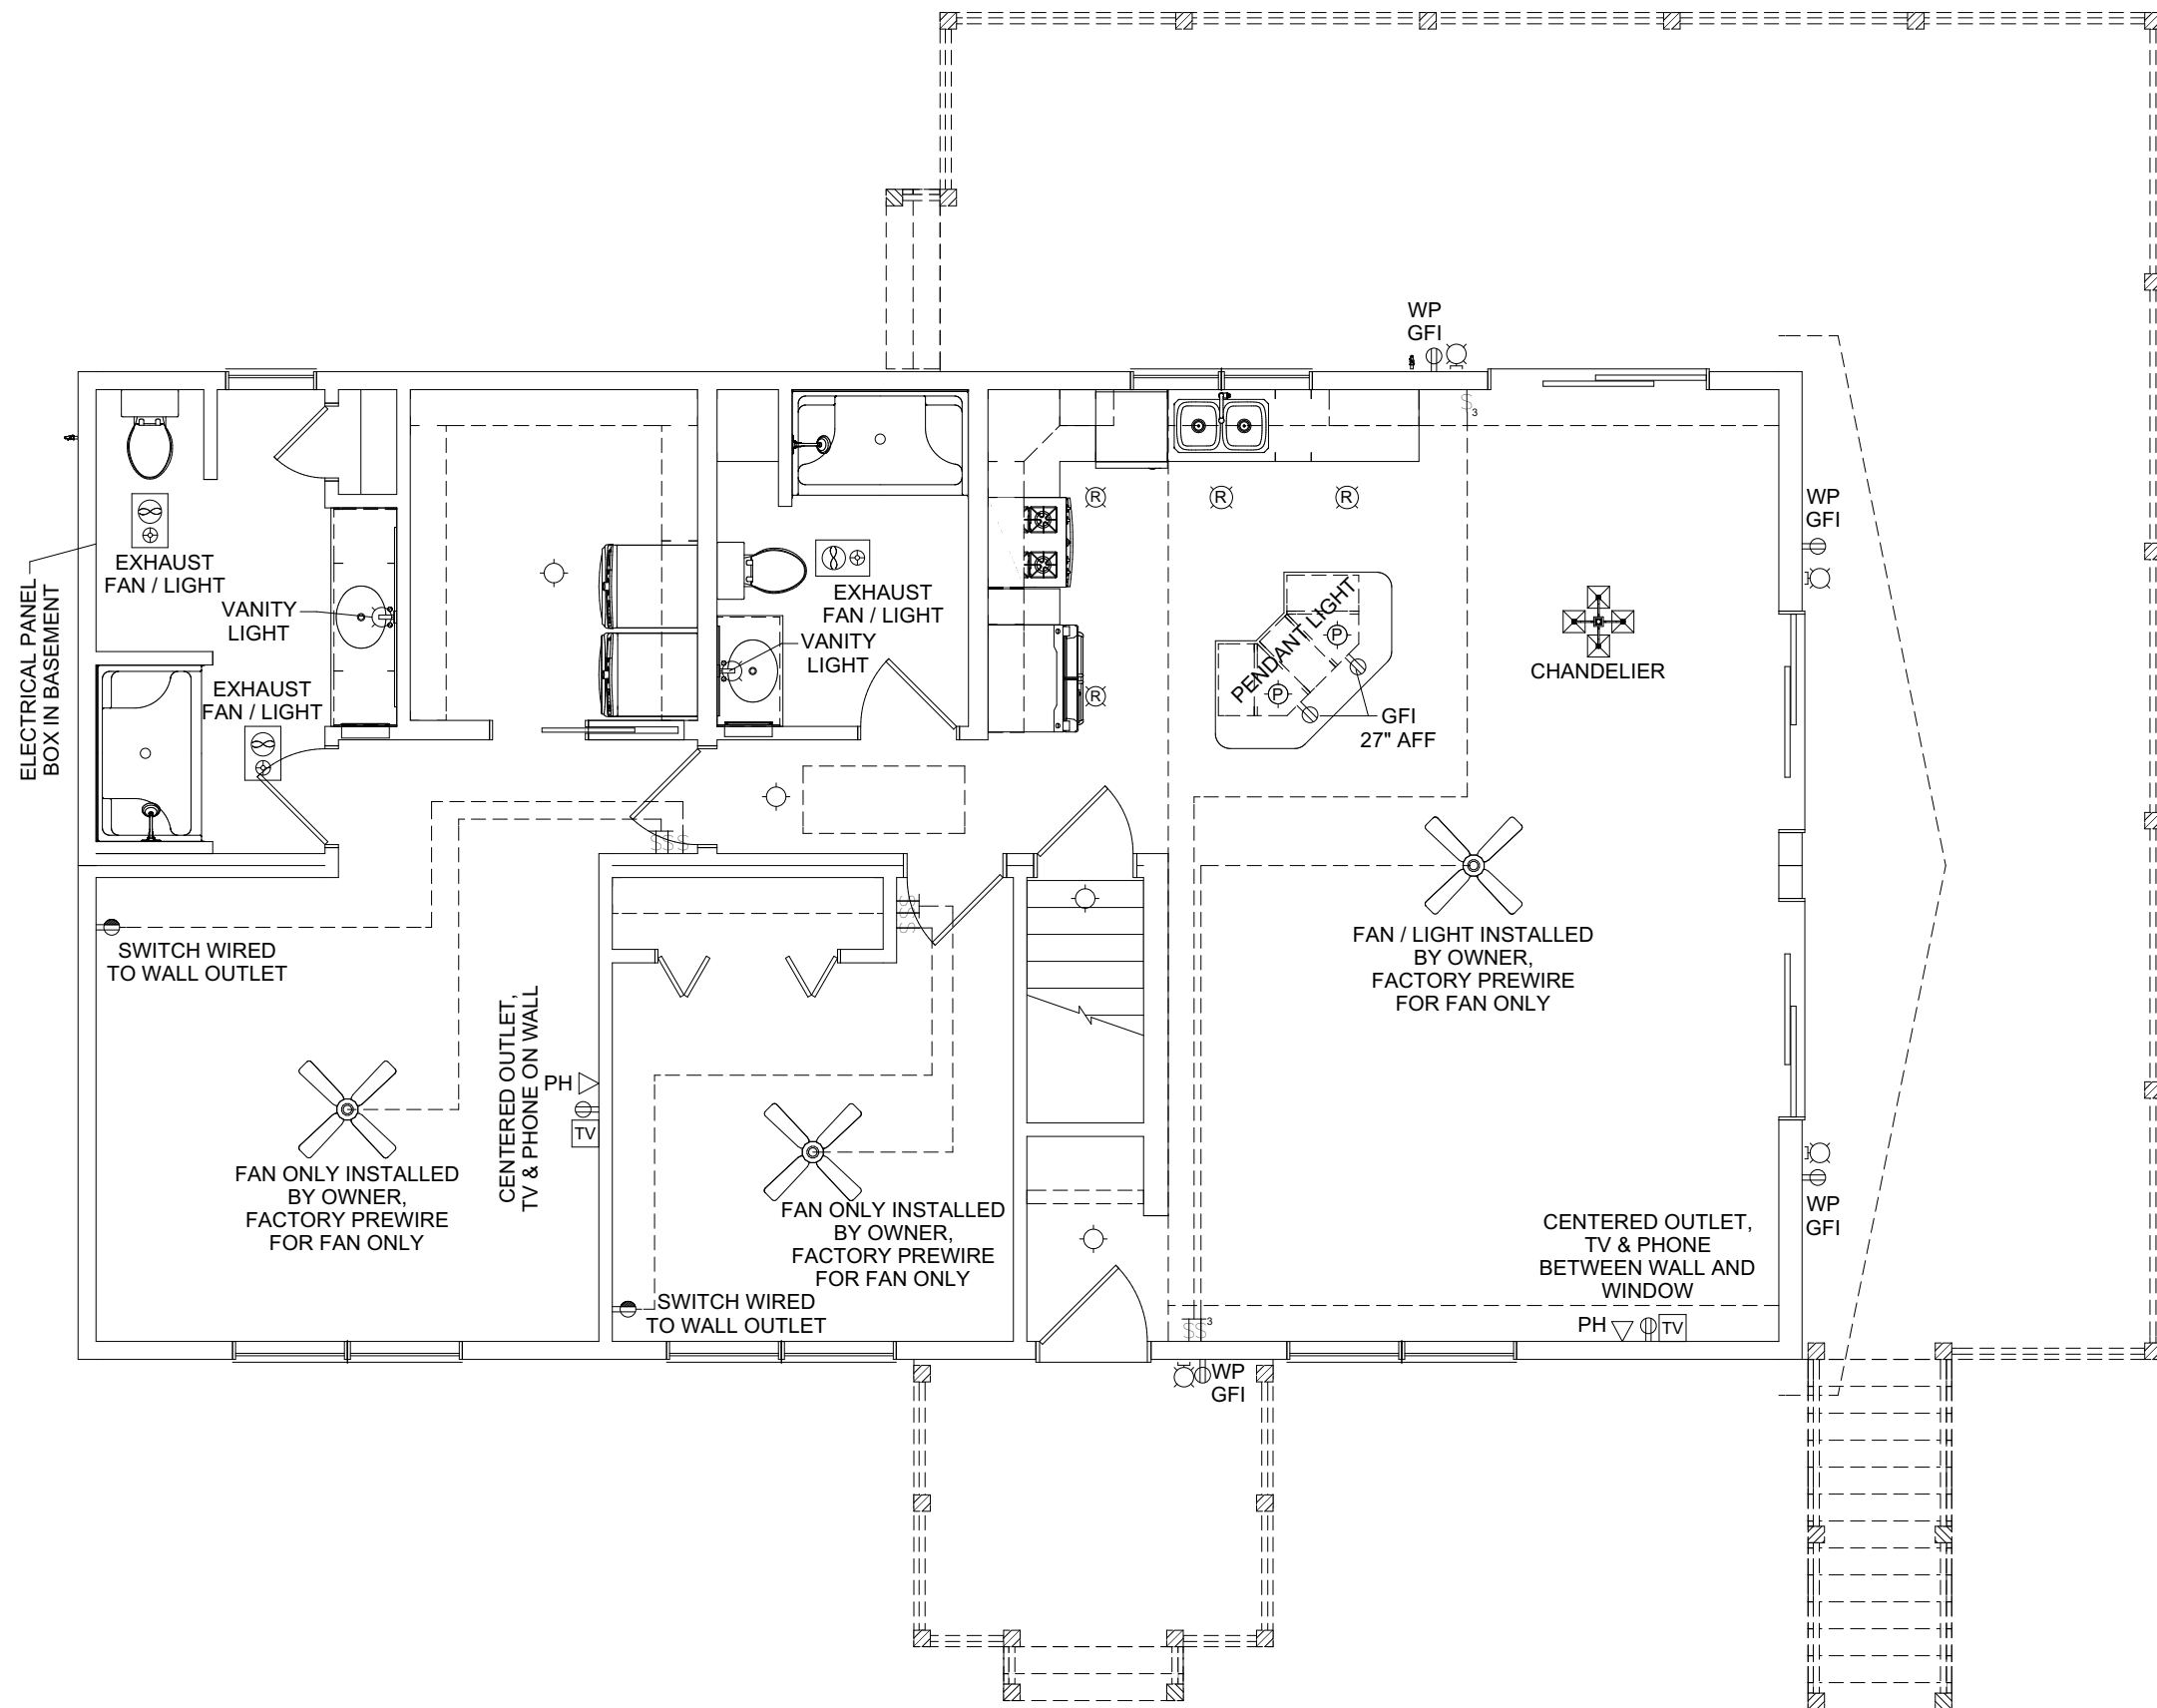 WP
GFI
WP
GFI
S3
R
R
R
EXHAUST
FAN / LIGHT
EXHAUST
FAN / LIGHT
ELECTRICAL PANEL
BOX IN BASEMENT
VANITY
LIGHT
VANITY
LIGHT
PENDANT LIGHT
P
P
CHANDELIER
EXHAUST
FAN / LIGHT
R
GFI
27" AFF
SSS
SWITCH WIRED
TO WALL OUTLET
FAN / LIGHT INSTALLED
BY OWNER,
FACTORY PREWIRE
FOR FAN ONLY
CENTERED OUTLET,
TV & PHONE ON WALL
PH
TV
FAN ONLY INSTALLED
BY OWNER,
FACTORY PREWIRE
FOR FAN ONLY
FAN ONLY INSTALLED
BY OWNER,
FACTORY PREWIRE
FOR FAN ONLY
WP
GFI
CENTERED OUTLET,
TV & PHONE
BETWEEN WALL AND
WINDOW
SWITCH WIRED
TO WALL OUTLET
SS3
PH
TV
WP
GFI